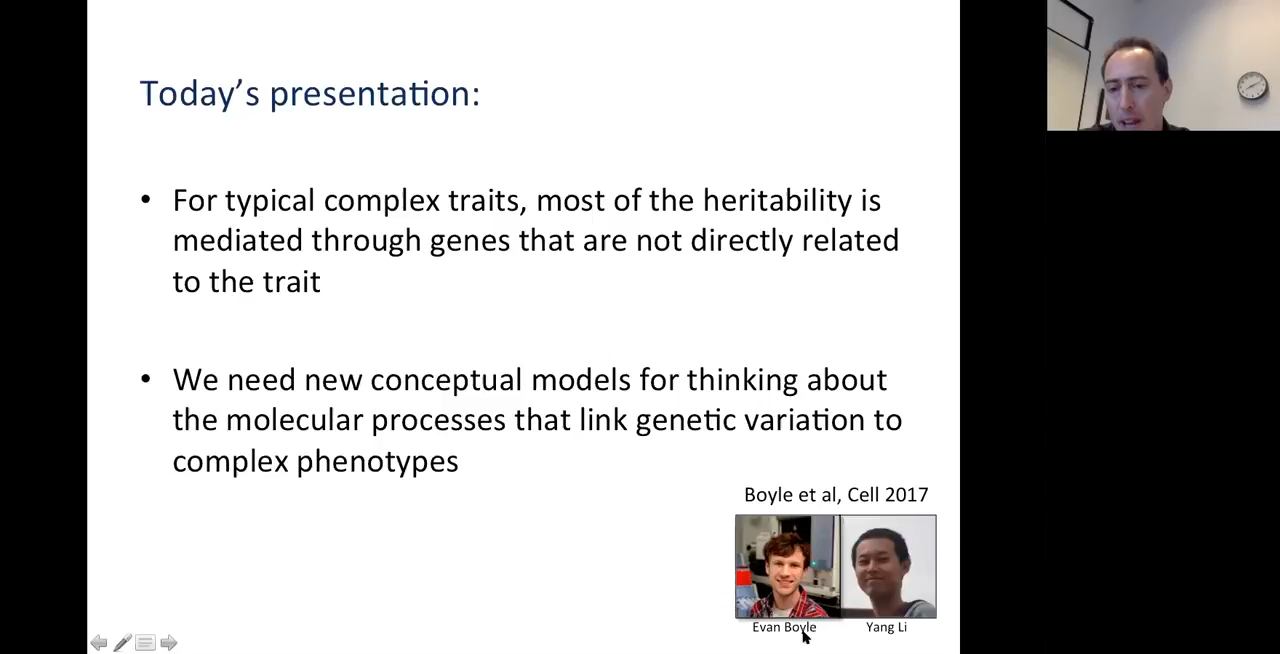 Today's presentation:
• For typical complex traits, most of the heritability is
mediated through genes that are not directly related
to the trait
• We need new conceptual models for thinking about
the molecular processes that link genetic variation to
complex phenotypes
Boyle et al, Cell 2017
Evan Boyle
Yang Li